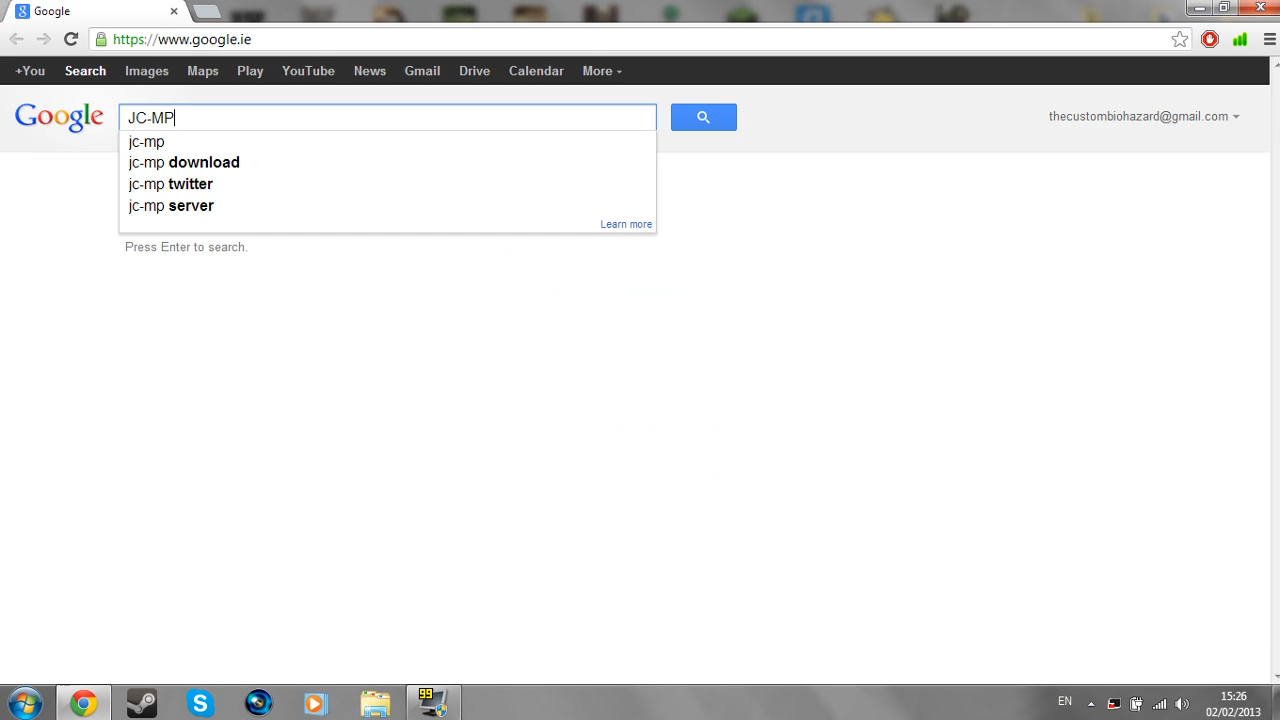 Google
https://www.google.ie
+You Search Images Maps Play YouTube News Gmail Drive Calendar More
Google JC-MP thecustombiohazard@gmail.com
jc-mp
jc-mp download
jc-mp twitter
jc-mp server
Learn more
Press Enter to search.
99
EN 15:26
02/02/2013